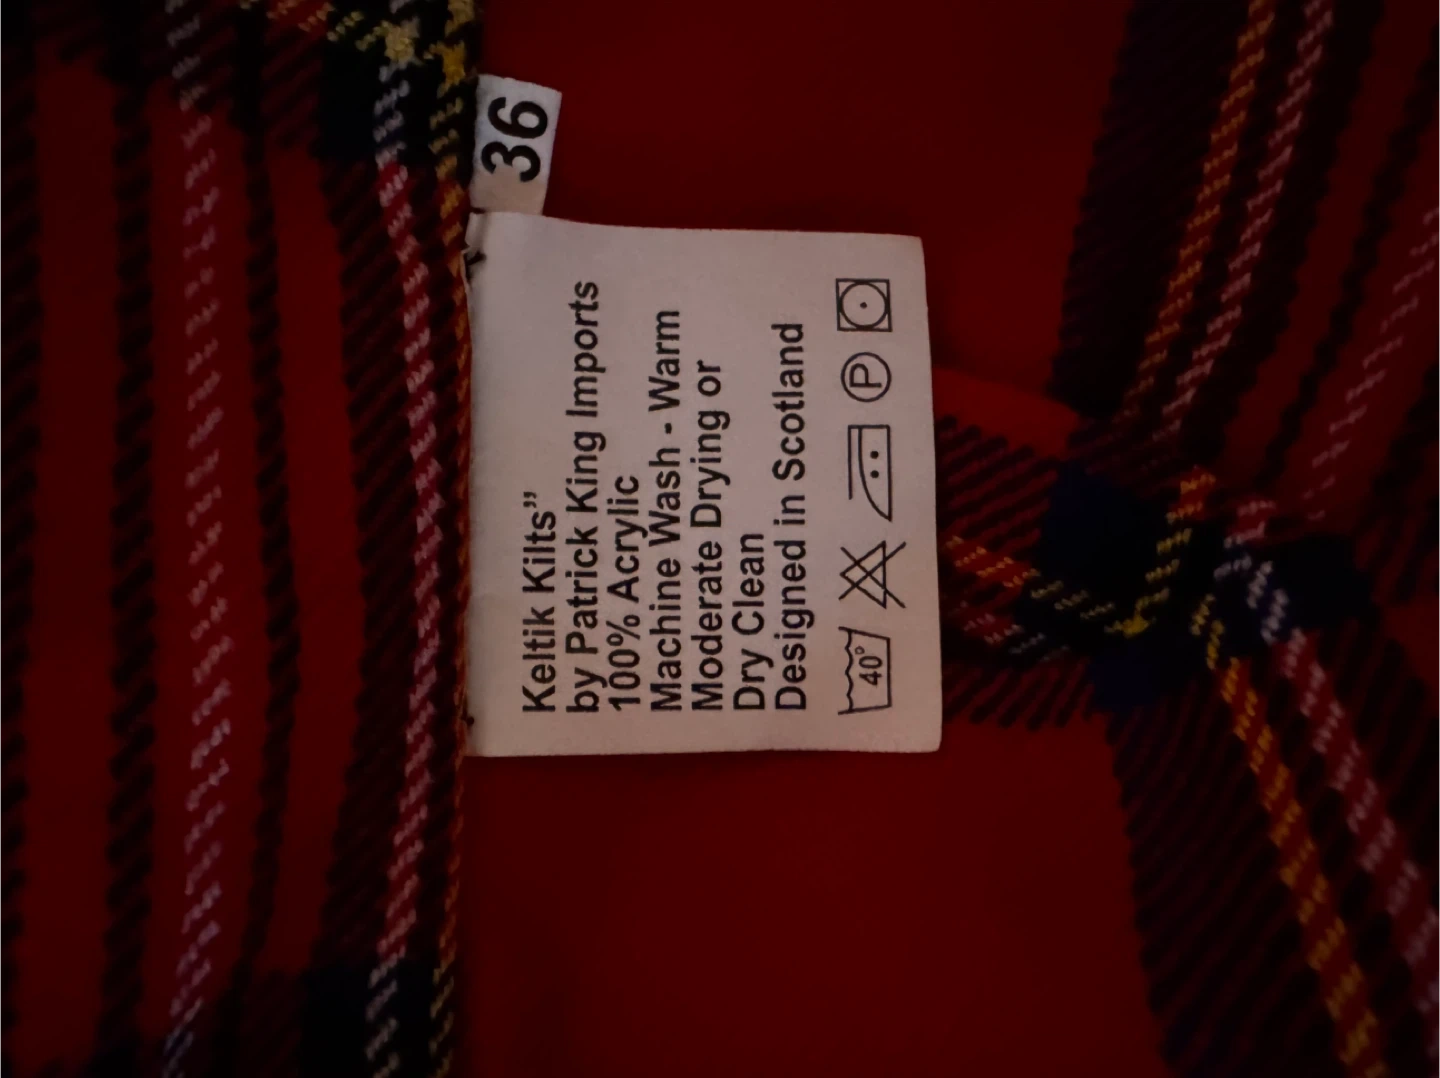 36
Keltik Kilts”
by Patrick King Imports
100% Acrylic
Machine Wash - Warm
Moderate Drying or
Dry Clean
Designed in Scotland
40° P